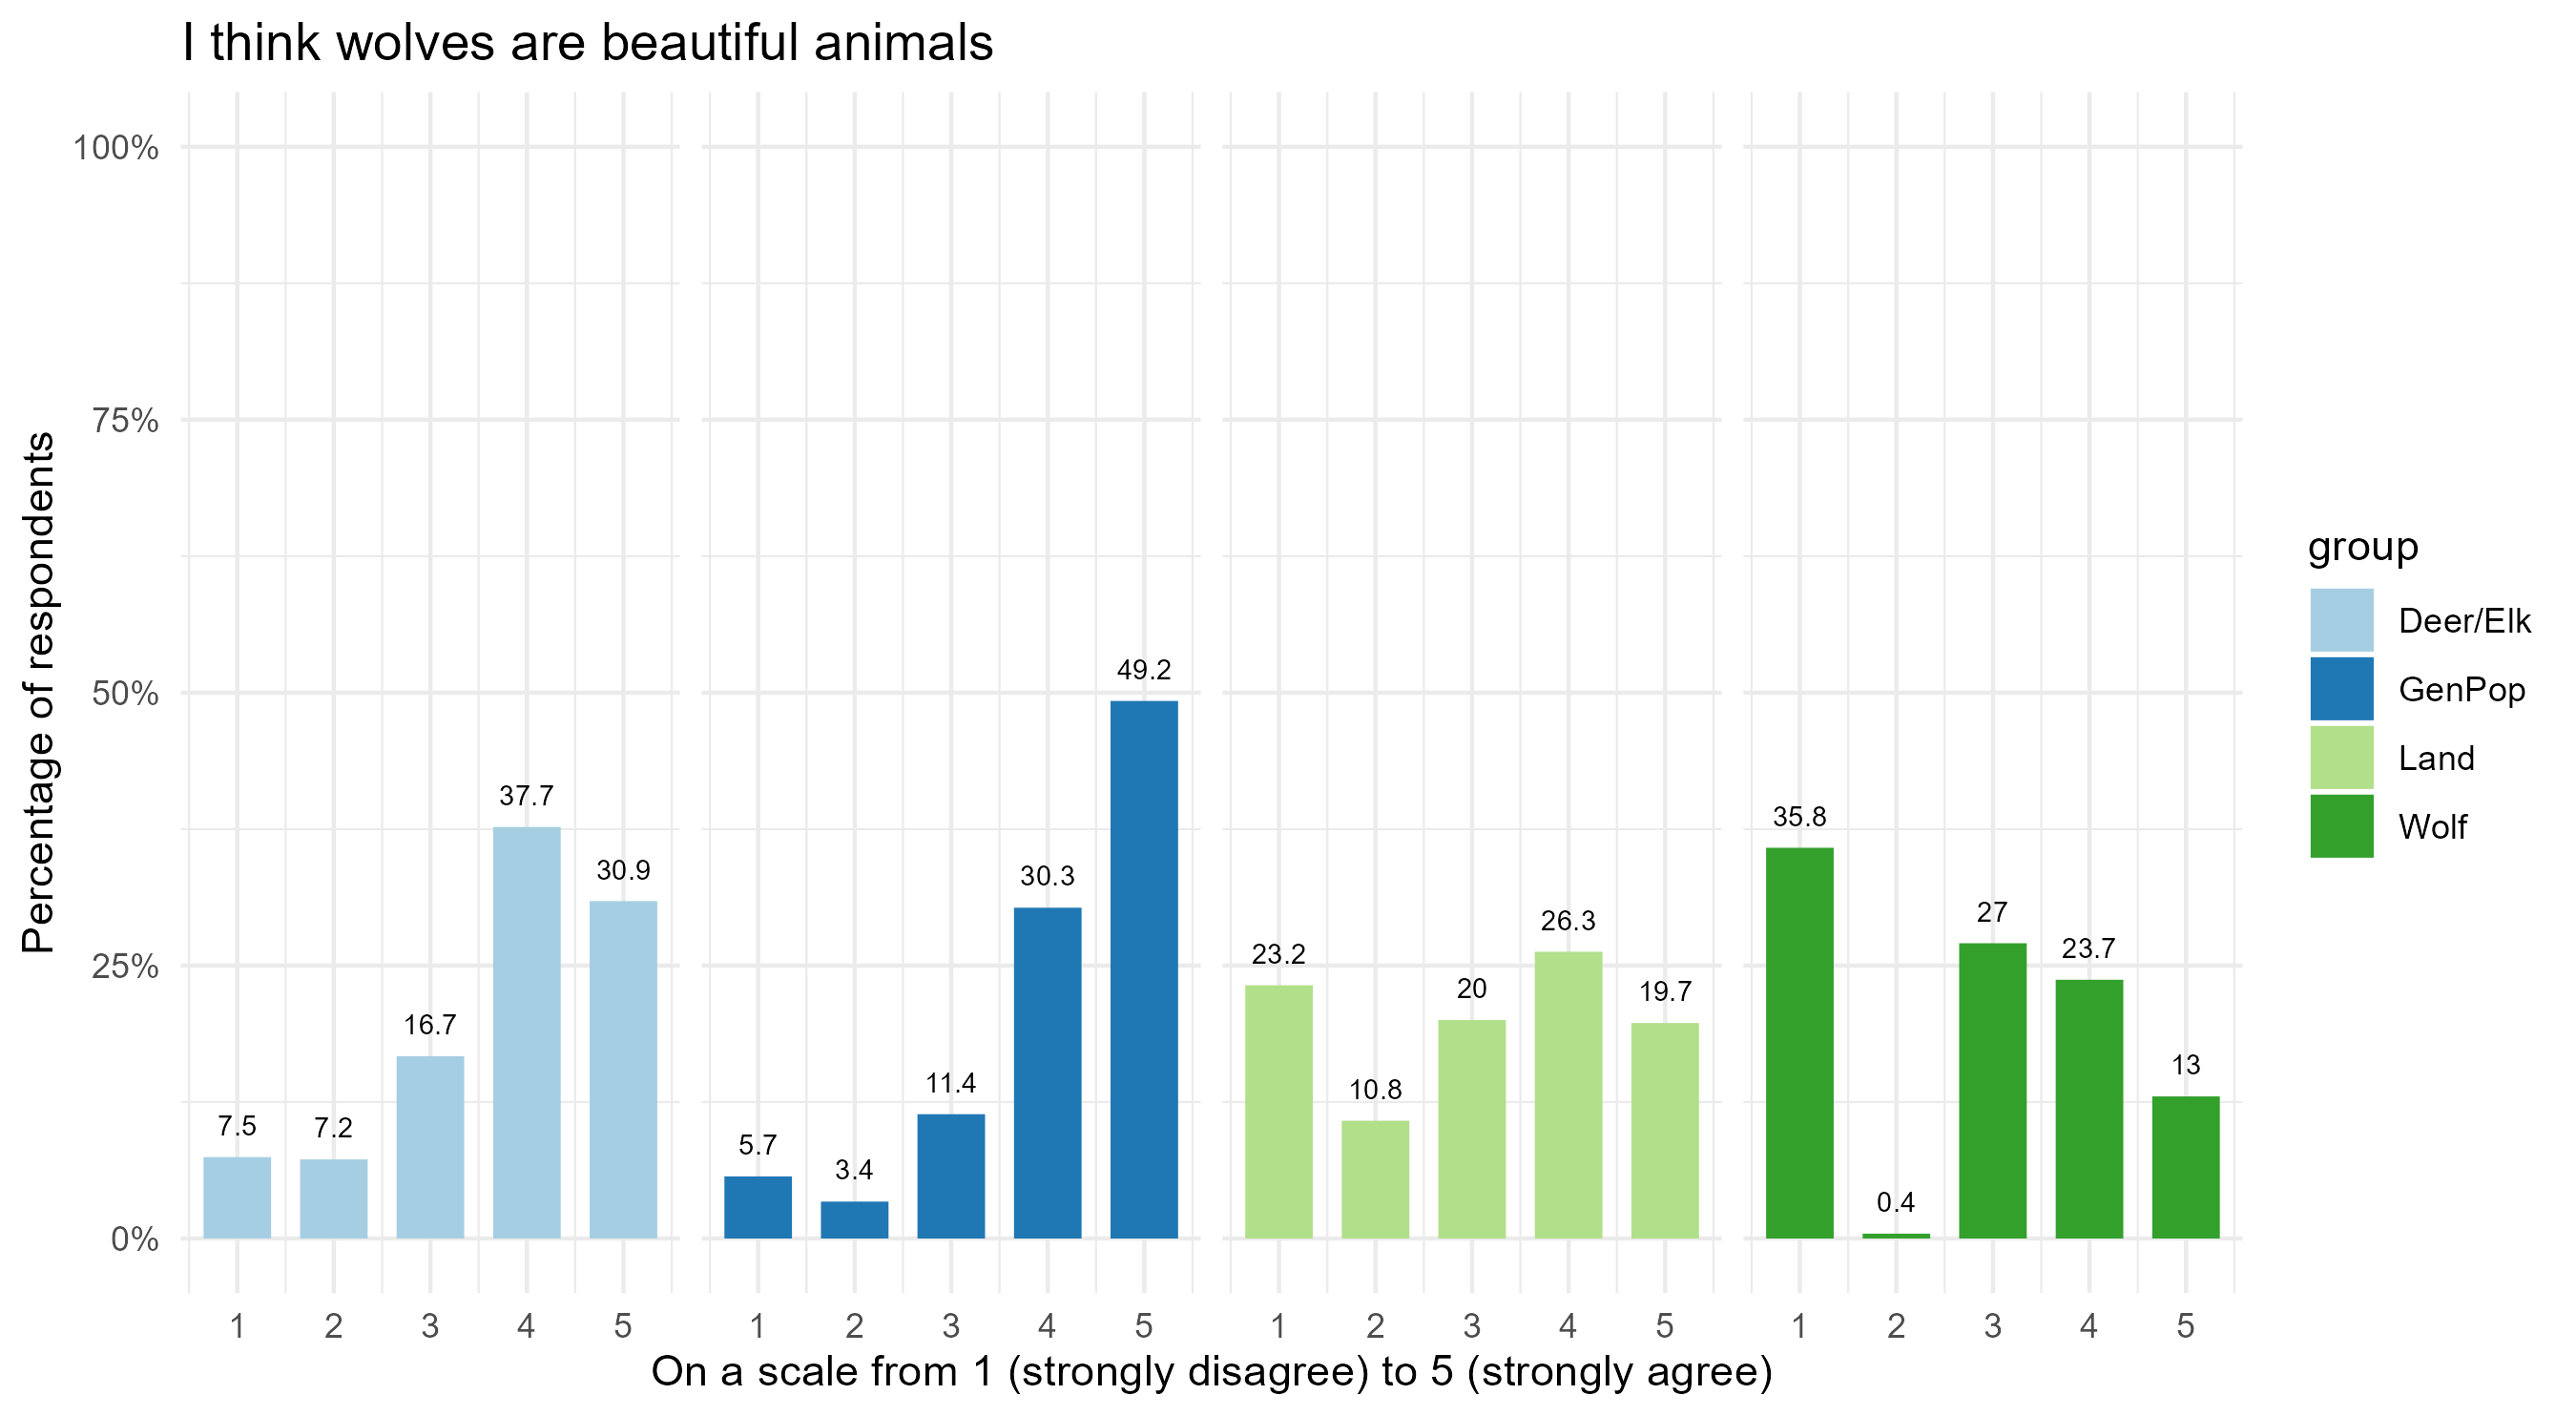 I think wolves are beautiful animals
Percentage of respondents
100%
75%
50%
25%
0%
7.5
7.2
16.7
37.7
30.9
5.7
3.4
11.4
30.3
49.2
23.2
10.8
20
26.3
19.7
35.8
0.4
27
23.7
13
1 2 3 4 5 1 2 3 4 5 1 2 3 4 5 1 2 3 4 5
On a scale from 1 (strongly disagree) to 5 (strongly agree)
group
Deer/Elk
GenPop
Land
Wolf